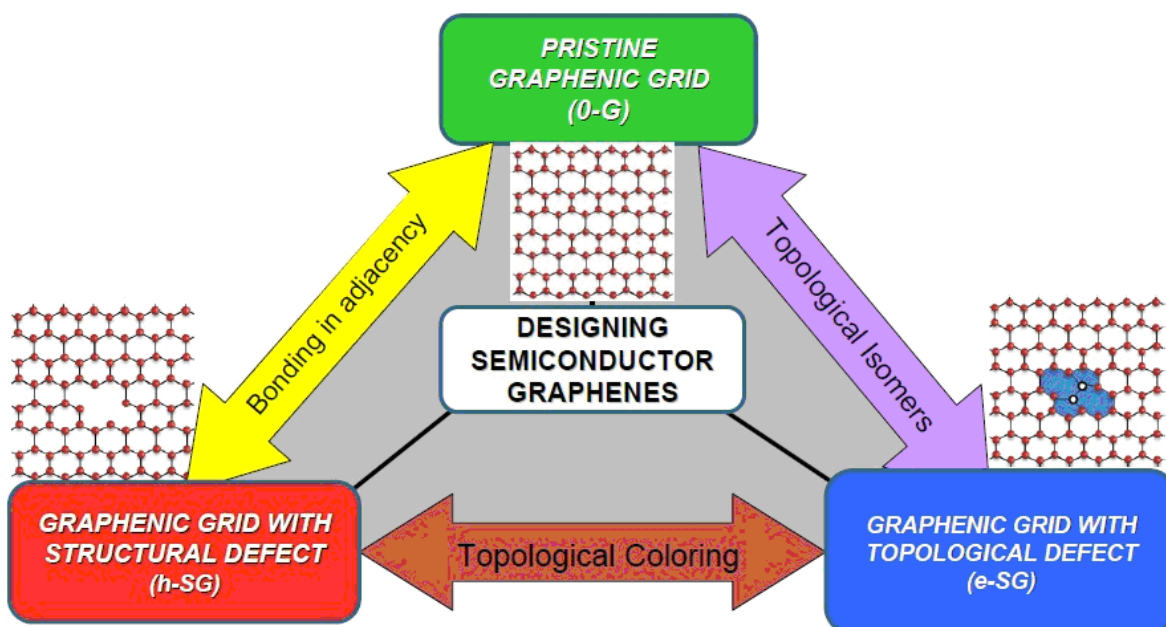 PRISTINE
GRAPHENIC GRID
(0-G)
Bonding in adjacency
Topological Isomers
DESIGNING
SEMICONDUCTOR
GRAPHENES
GRAPHENIC GRID WITH
STRUCTURAL DEFECT
(h-SG)
Topological Coloring
GRAPHENIC GRID WITH
TOPOLOGICAL DEFECT
(e-SG)